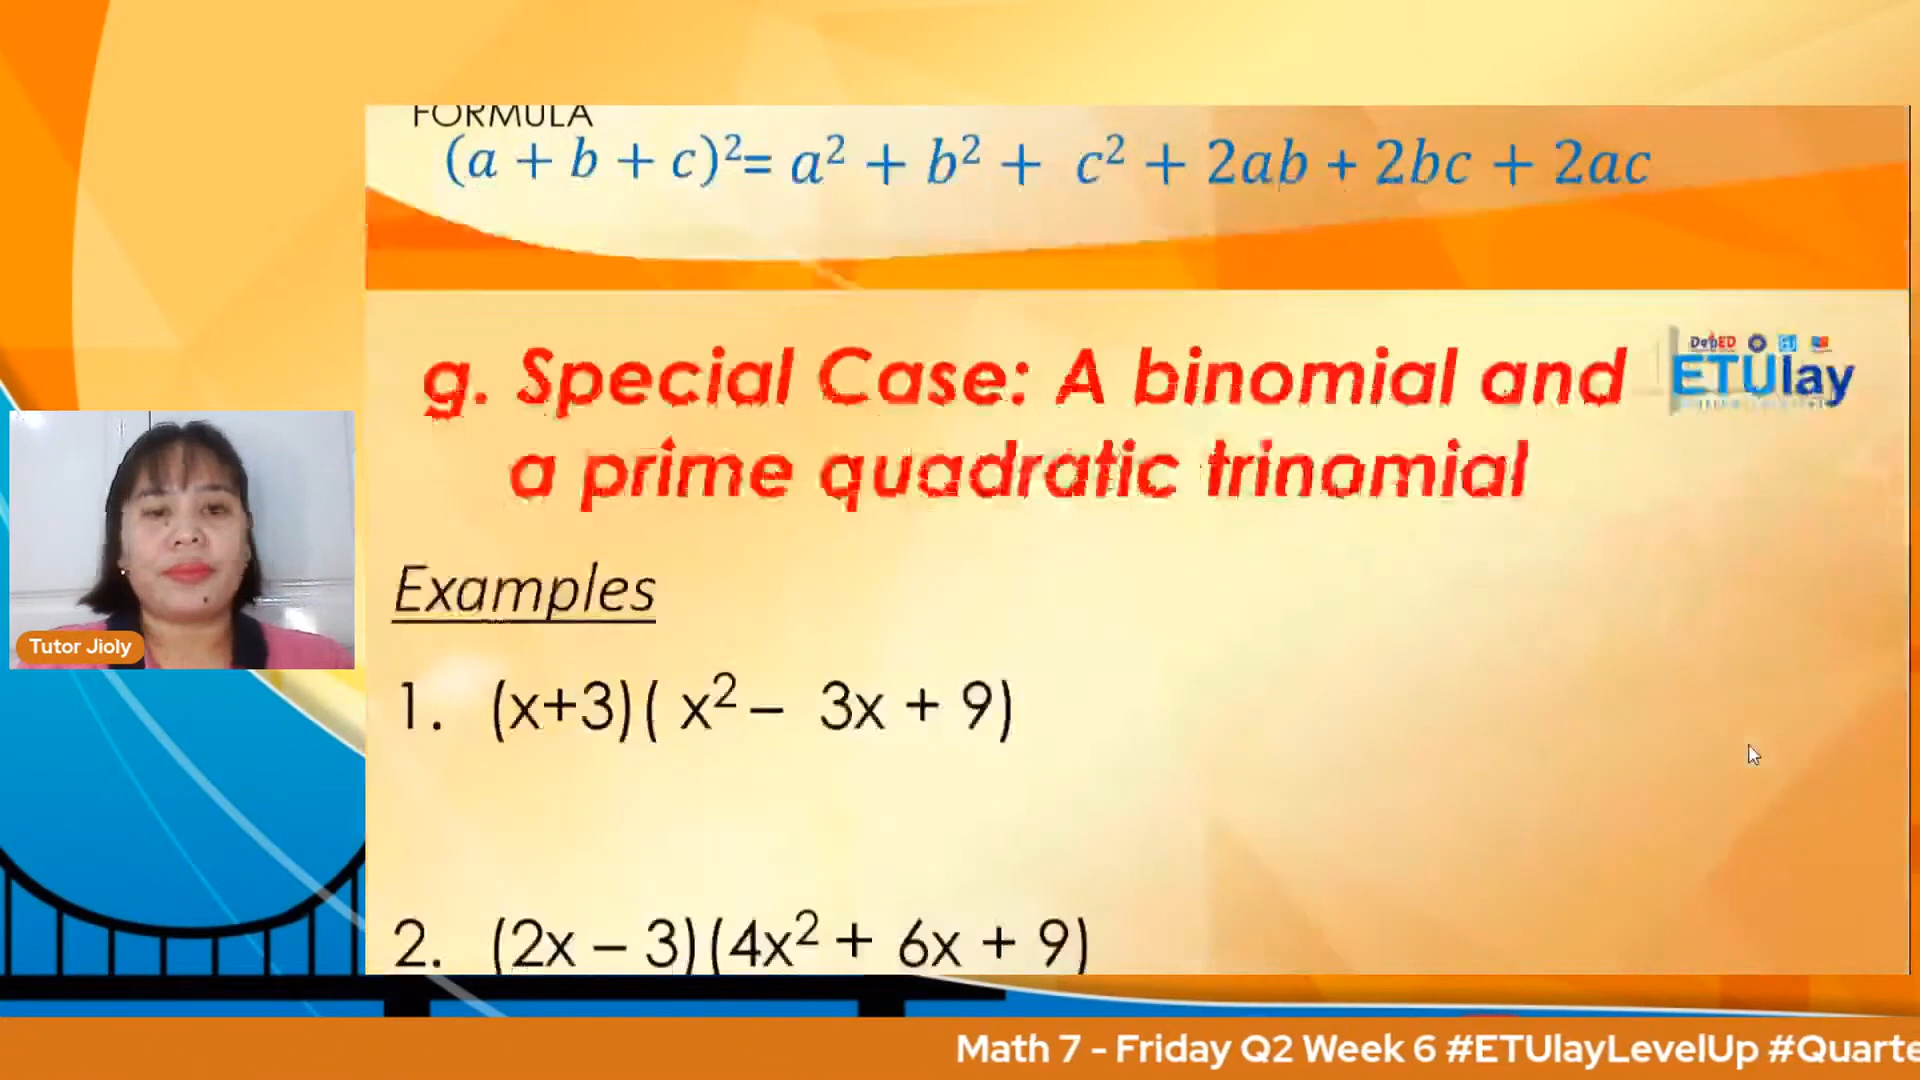 FORMULA
(a + b + c)²= a² + b² + c² + 2ab + 2bc + 2ac
g. Special Case: A binomial and
a prime quadratic trinomial
DepED
ETUlay
Examples
1. (x+3)( x² – 3x + 9)
2. (2x – 3)(4x² + 6x + 9)
Tutor Jioly
Math 7 - Friday Q2 Week 6 #ETUlayLevelUp #Quarte